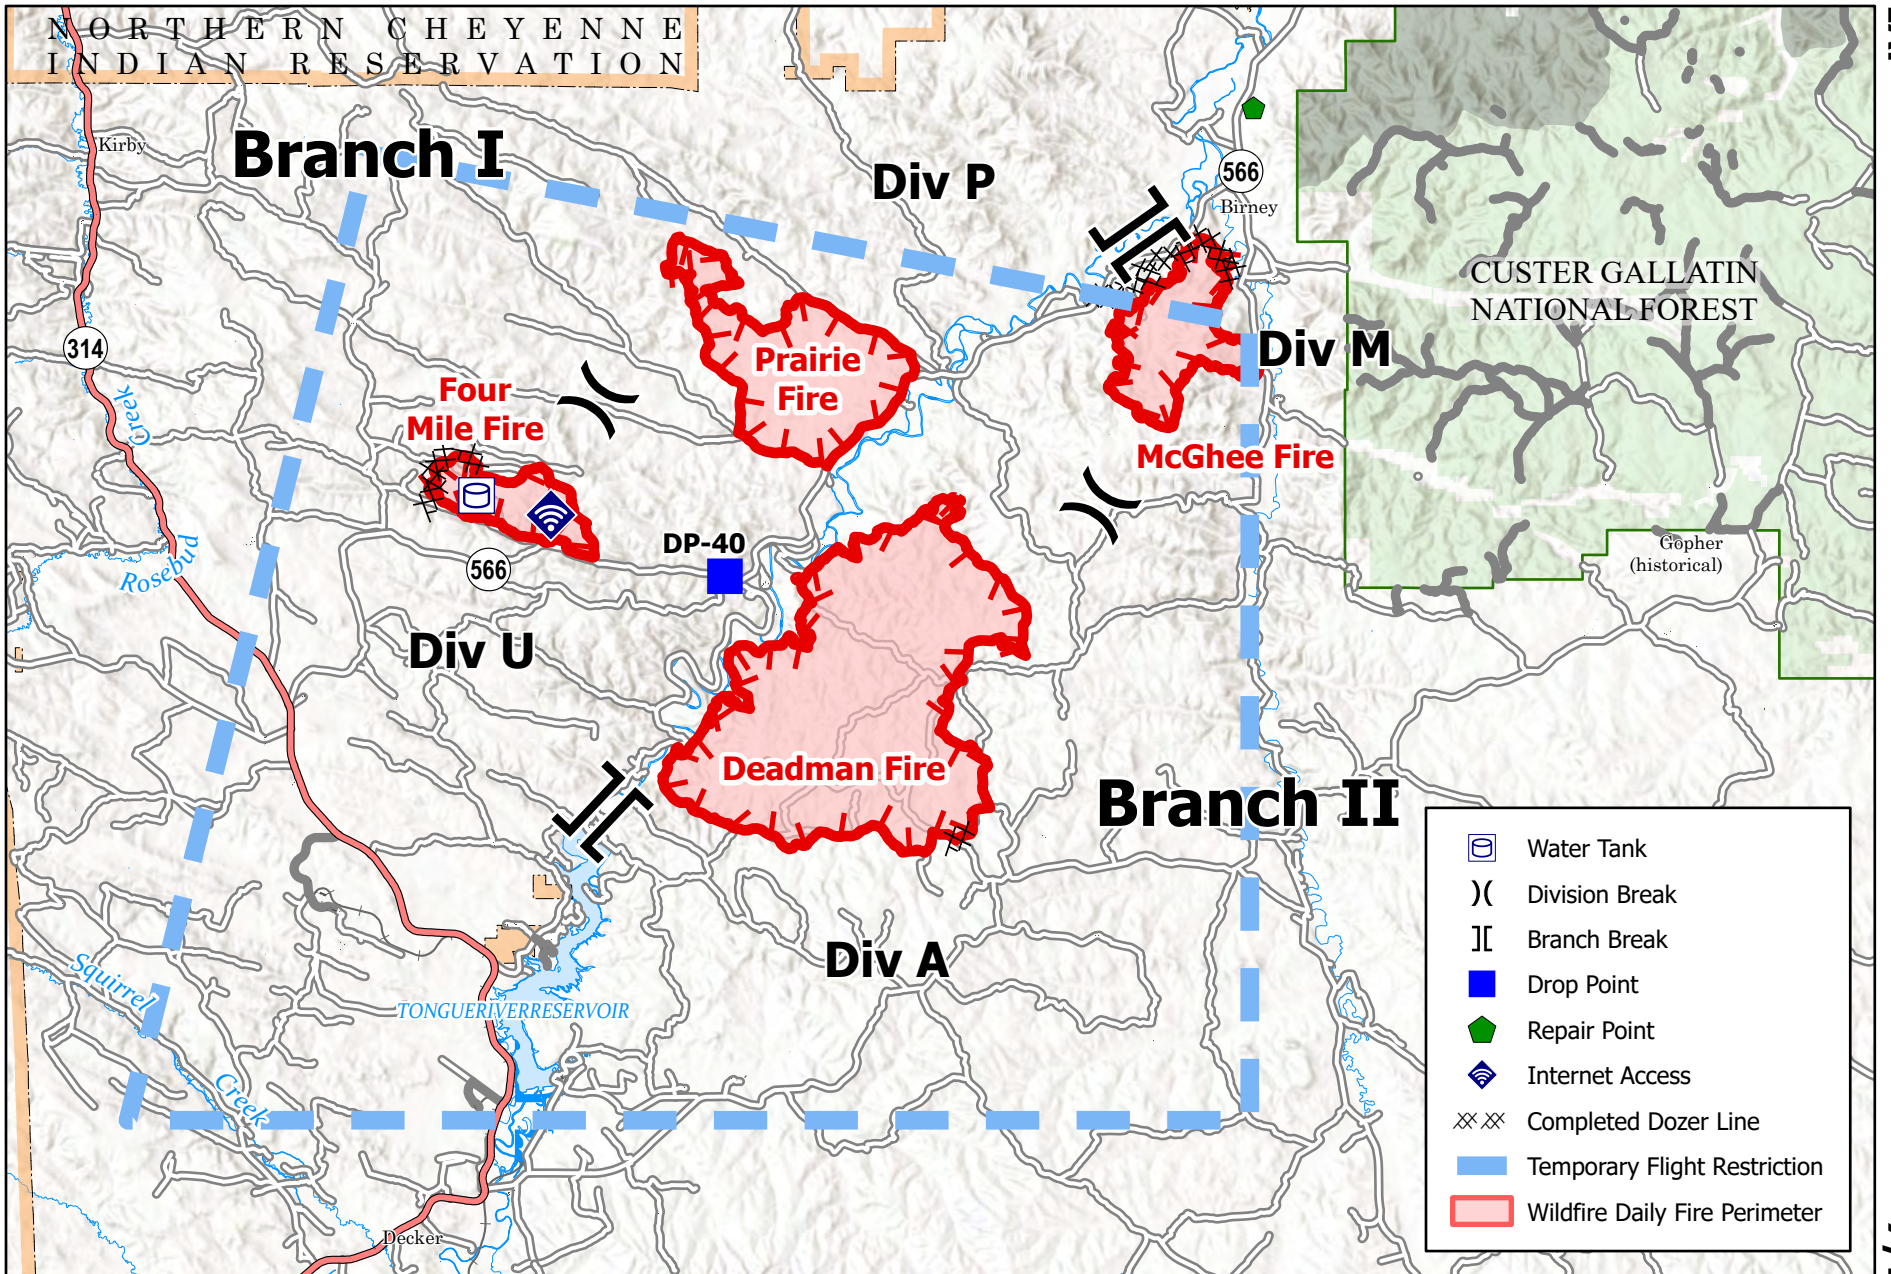 NORTHERN CHEYENNE
INDIAN RESERVATION
Kirby
Branch I
Div P
566
Birney
CUSTER GALLATIN
NATIONAL FOREST
314
Creek
Rosebud
Four
Mile Fire
Prairie
Fire
Div M
McGhee Fire
DP-40
566
Gopher
(historical)
Div U
Deadman Fire
Branch II
Div A
Squirrel
Creek
TONGUERIVERRESERVOIR
Decker
Water Tank
Division Break
Branch Break
Drop Point
Repair Point
Internet Access
Completed Dozer Line
Temporary Flight Restriction
Wildfire Daily Fire Perimeter